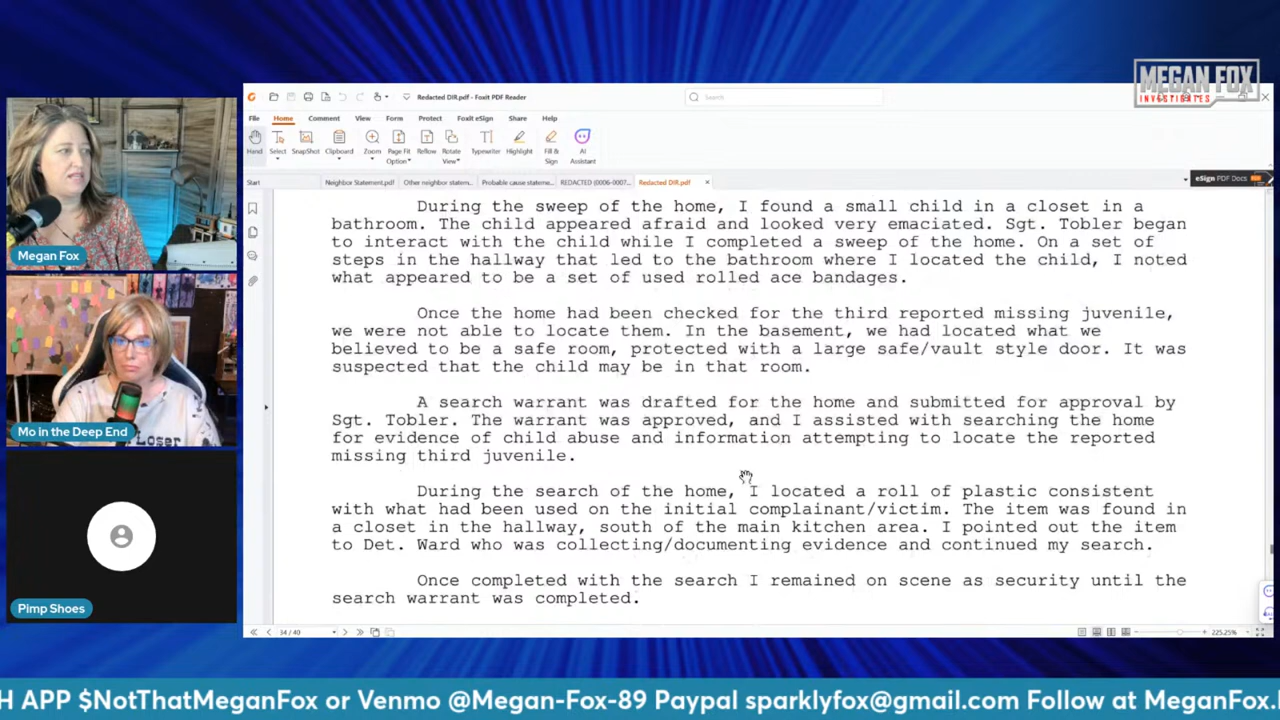 MEGAN FOX
INVESTIGATES
Redacted DIR.pdf - Foxit PDF Reader
Search
File Home Comment View Form Protect Foxit eSign Share Help
Hand Select SnapShot Clipboard Zoom Page Fit Option Reflow Rotate View Typewriter Highlight Fill & Sign AI Assistant
Start Neighbor Statement.pdf Other neighbor statem... Probable cause stateme... REDACTED (0006-0007... Redacted DIR.pdf
eSign PDF Docs
During the sweep of the home, I found a small child in a closet in a
bathroom. The child appeared afraid and looked very emaciated. Sgt. Tobler began
to interact with the child while I completed a sweep of the home. On a set of
steps in the hallway that led to the bathroom where I located the child, I noted
what appeared to be a set of used rolled ace bandages.
Once the home had been checked for the third reported missing juvenile,
we were not able to locate them. In the basement, we had located what we
believed to be a safe room, protected with a large safe/vault style door. It was
suspected that the child may be in that room.
A search warrant was drafted for the home and submitted for approval by
Sgt. Tobler. The warrant was approved, and I assisted with searching the home
for evidence of child abuse and information attempting to locate the reported
missing third juvenile.
During the search of the home, I located a roll of plastic consistent
with what had been used on the initial complainant/victim. The item was found in
a closet in the hallway, south of the main kitchen area. I pointed out the item
to Det. Ward who was collecting/documenting evidence and continued my search.
Once completed with the search I remained on scene as security until the
search warrant was completed.
34 / 40
225.25%
Megan Fox
Loser
Mo in the Deep End
Pimp Shoes
H APP $NotThatMeganFox or Venmo @Megan-Fox-89 Paypal sparklyfox@gmail.com Follow at MeganFox.